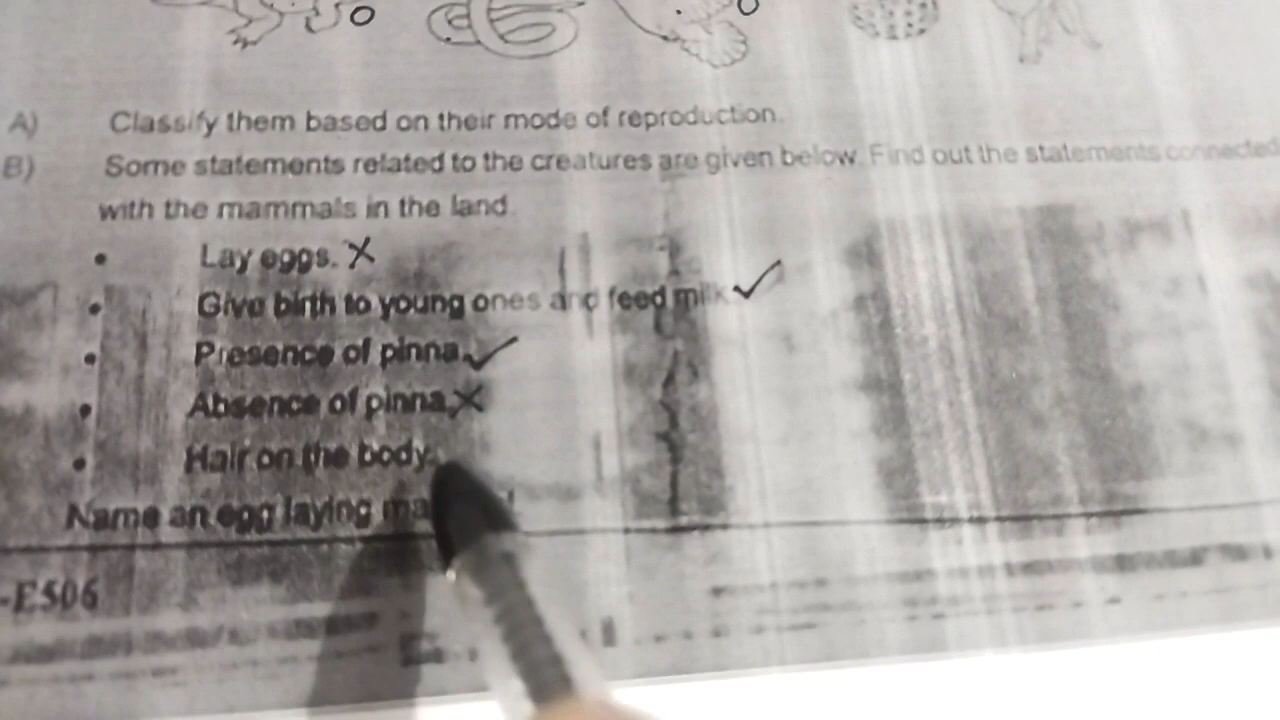 A) Classify them based on their mode of reproduction.
B) Some statements related to the creatures are given below. Find out the statements connected
with the mammals in the land.
• Lay eggs. X
• Give birth to young ones and feed milk ✓
• Presence of pinna. ✓
• Absence of pinna. X
• Hair on the body.
Name an egg laying
-E506